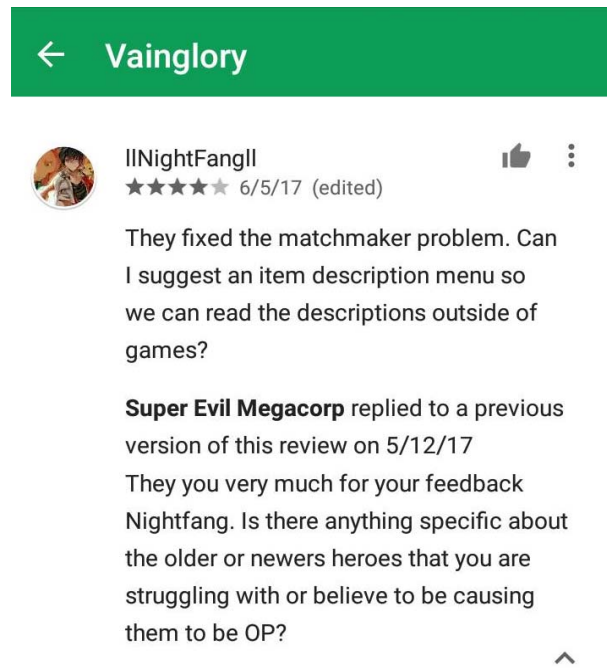 Vainglory
llNightFangll
6/5/17 (edited)
They fixed the matchmaker problem. Can
I suggest an item description menu so
we can read the descriptions outside of
games?
Super Evil Megacorp replied to a previous
version of this review on 5/12/17
They you very much for your feedback
Nightfang. Is there anything specific about
the older or newers heroes that you are
struggling with or believe to be causing
them to be OP?